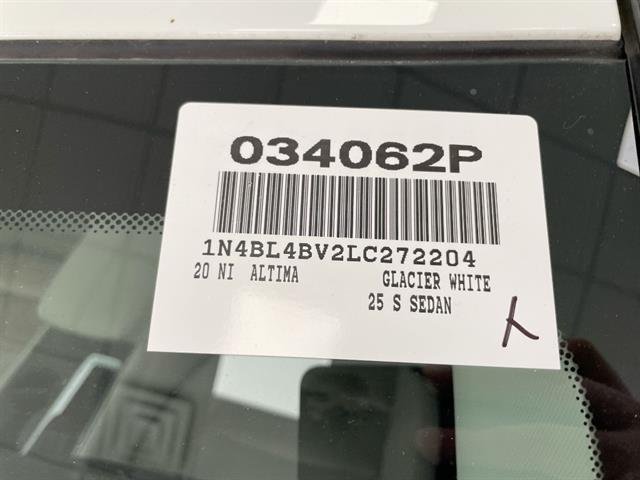 034062P
1N4BL4BV2LC272204
20 NI ALTIMA GLACIER WHITE
25 S SEDAN